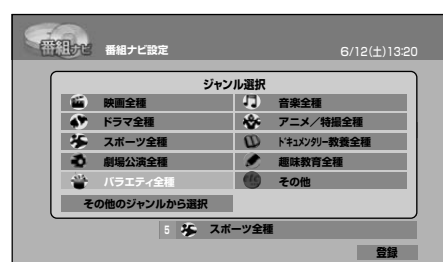 番組ナビ 番組ナビ設定 6/12(土)13:20
ジャンル選択
映画全種 音楽全種
ドラマ全種 アニメ／特撮全種
スポーツ全種 ドキュメンタリー教養全種
劇場公演全種 趣味教育全種
バラエティ全種 その他
その他のジャンルから選択
5 スポーツ全種
登録